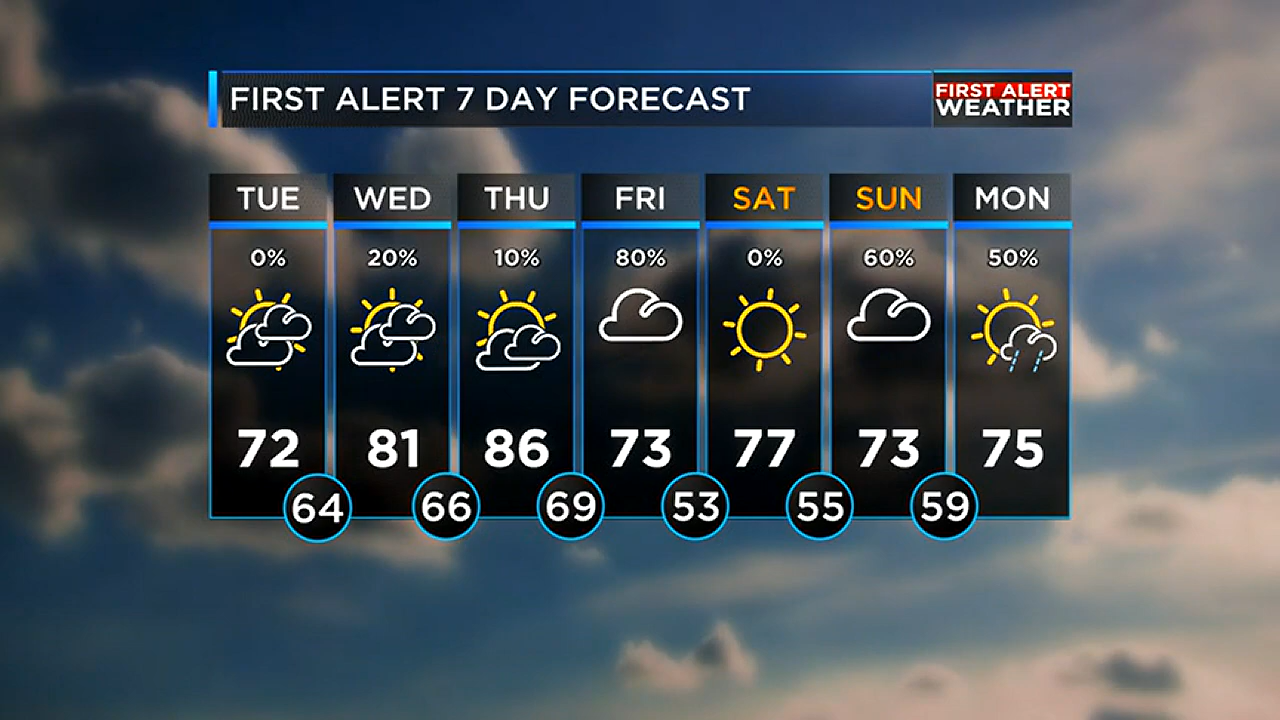 FIRST ALERT 7 DAY FORECAST
FIRST ALERT
WEATHER
TUE WED THU FRI SAT SUN MON
0% 20% 10% 80% 0% 60% 50%
72 81 86 73 77 73 75
64 66 69 53 55 59